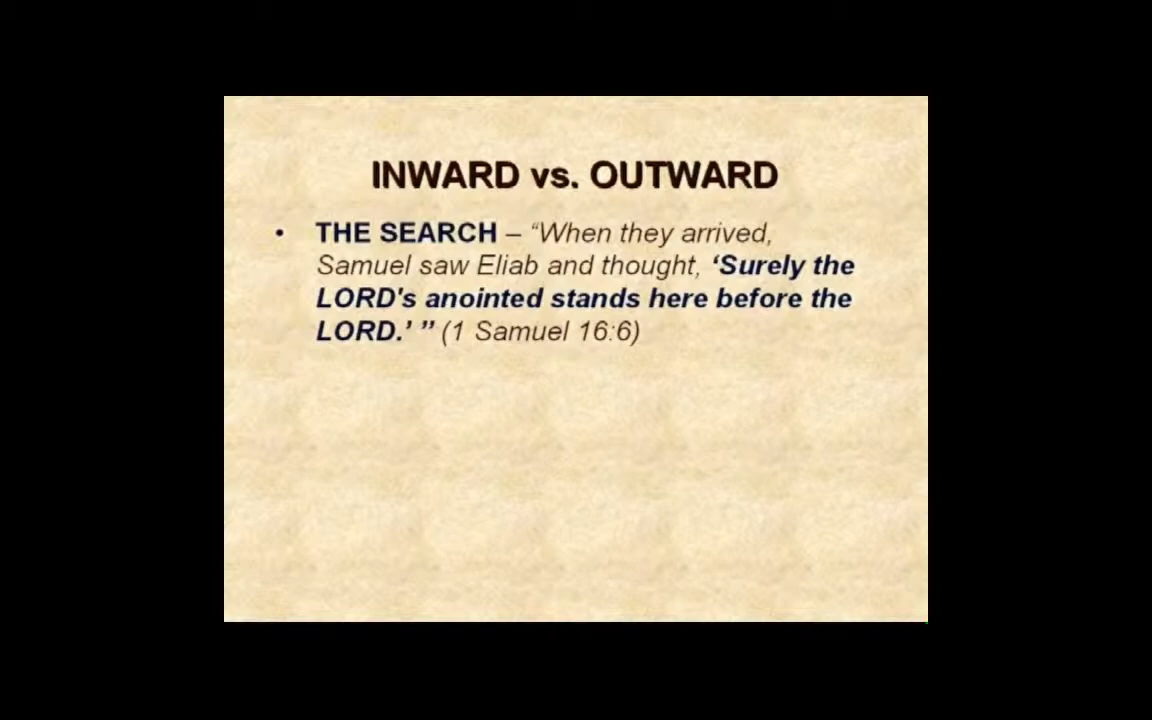 INWARD vs. OUTWARD
• THE SEARCH – “When they arrived,
Samuel saw Eliab and thought, ‘Surely the
LORD's anointed stands here before the
LORD.’ ” (1 Samuel 16:6)